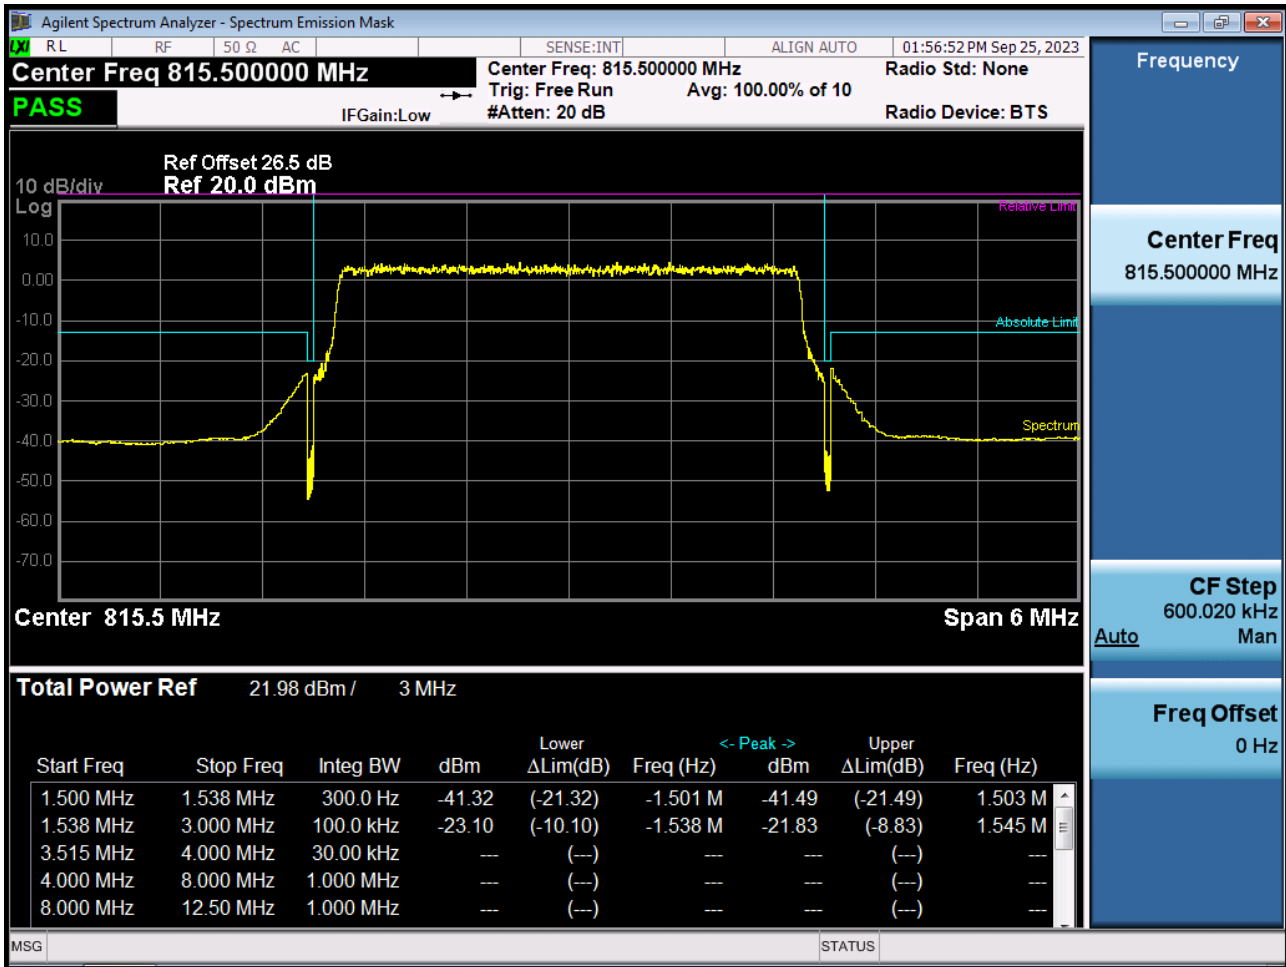 Agilent Spectrum Analyzer - Spectrum Emission Mask
LXI RL RF 50 Ω AC SENSE:INT ALIGN AUTO 01:56:52 PM Sep 25, 2023
Center Freq 815.500000 MHz
Center Freq: 815.500000 MHz Radio Std: None
Trig: Free Run Avg: 100.00% of 10
PASS IFGain:Low #Atten: 20 dB Radio Device: BTS
Ref Offset 26.5 dB
10 dB/div Ref 20.0 dBm
Log
Relative Limit
10.0
0.00
-10.0
Absolute Limit
-20.0
-30.0
Spectrum
-40.0
-50.0
-60.0
-70.0
Center 815.5 MHz Span 6 MHz
Total Power Ref 21.98 dBm / 3 MHz
Lower <- Peak -> Upper
Start Freq Stop Freq Integ BW dBm ΔLim(dB) Freq (Hz) dBm ΔLim(dB) Freq (Hz)
1.500 MHz 1.538 MHz 300.0 Hz -41.32 (-21.32) -1.501 M -41.49 (-21.49) 1.503 M
1.538 MHz 3.000 MHz 100.0 kHz -23.10 (-10.10) -1.538 M -21.83 (-8.83) 1.545 M
3.515 MHz 4.000 MHz 30.00 kHz --- (---) --- --- (---) ---
4.000 MHz 8.000 MHz 1.000 MHz --- (---) --- --- (---) ---
8.000 MHz 12.50 MHz 1.000 MHz --- (---) --- --- (---) ---
MSG STATUS
Frequency
Center Freq
815.500000 MHz
CF Step
600.020 kHz
Auto Man
Freq Offset
0 Hz